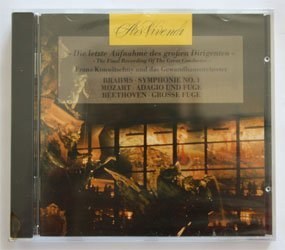 Ars Vivendi
- Die letzte Aufnahme des großen Dirigenten -
- The Final Recording Of The Great Conductor -
Franz Konwitschny und das Gewandhausorchester
BRAHMS · SYMPHONIE NO. 1
MOZART · ADAGIO UND FUGE
BEETHOVEN · GROSSE FUGE